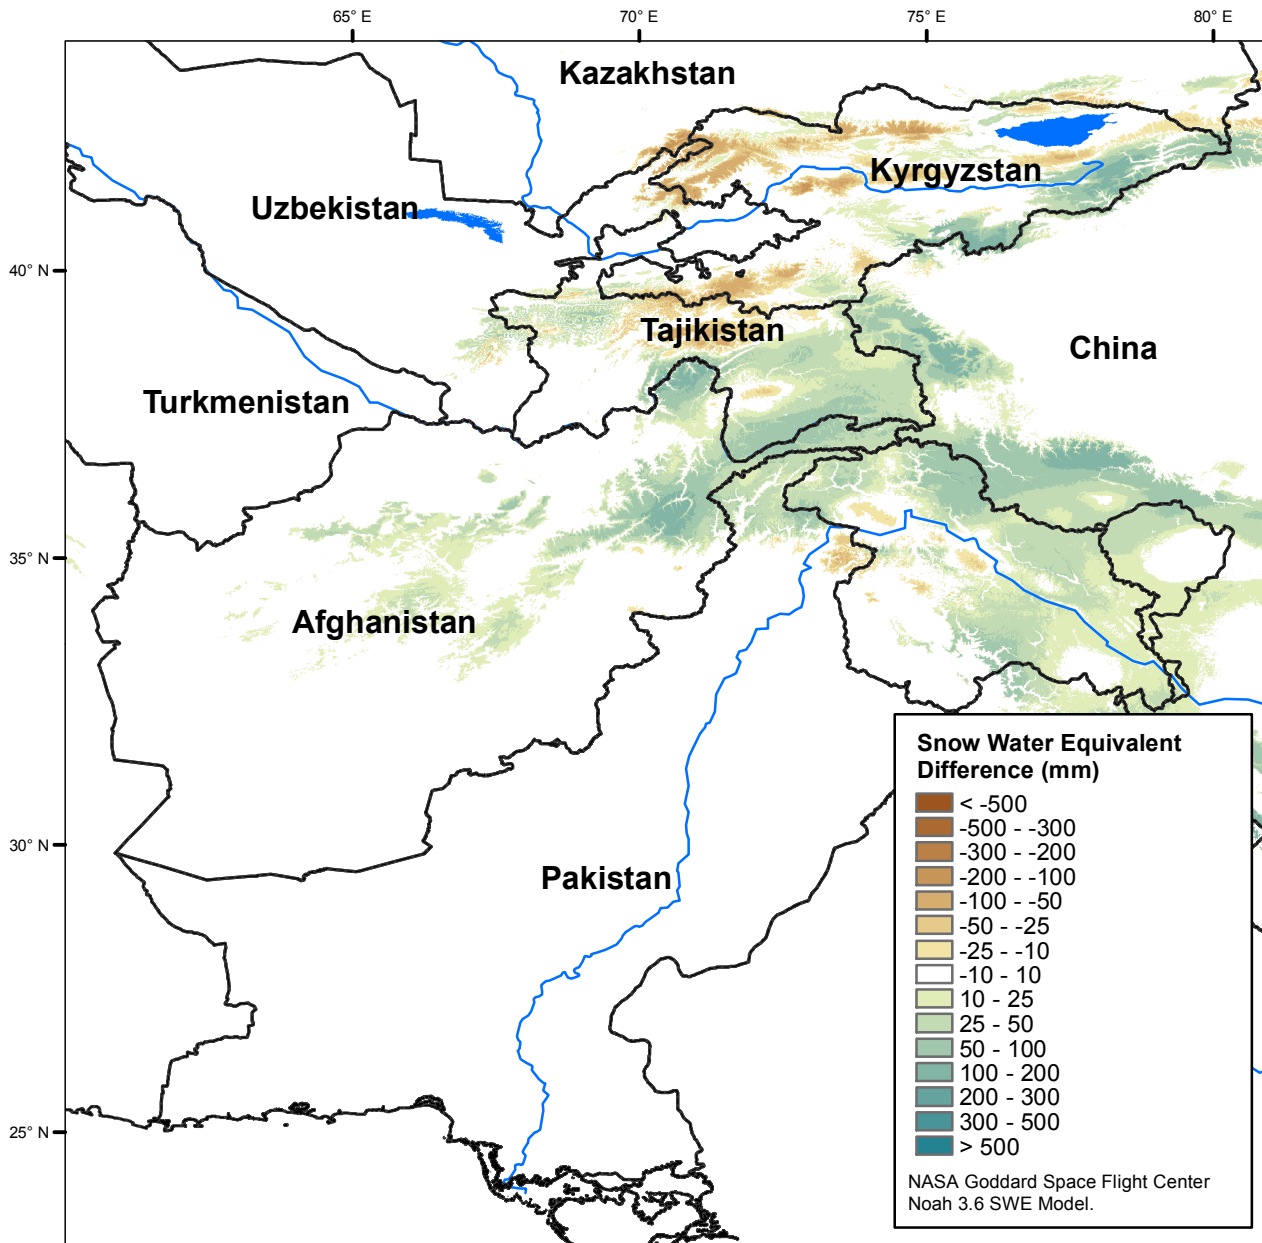 65° E 70° E 75° E 80° E
Kazakhstan
Kyrgyzstan
Uzbekistan
40° N
Tajikistan
China
Turkmenistan
35° N
Afghanistan
Snow Water Equivalent
Difference (mm)
< -500
-500 - -300
30° N
-300 - -200
Pakistan
-200 - -100
-100 - -50
-50 - -25
-25 - -10
-10 - 10
10 - 25
25 - 50
50 - 100
100 - 200
200 - 300
300 - 500
25° N
> 500
NASA Goddard Space Flight Center
Noah 3.6 SWE Model.